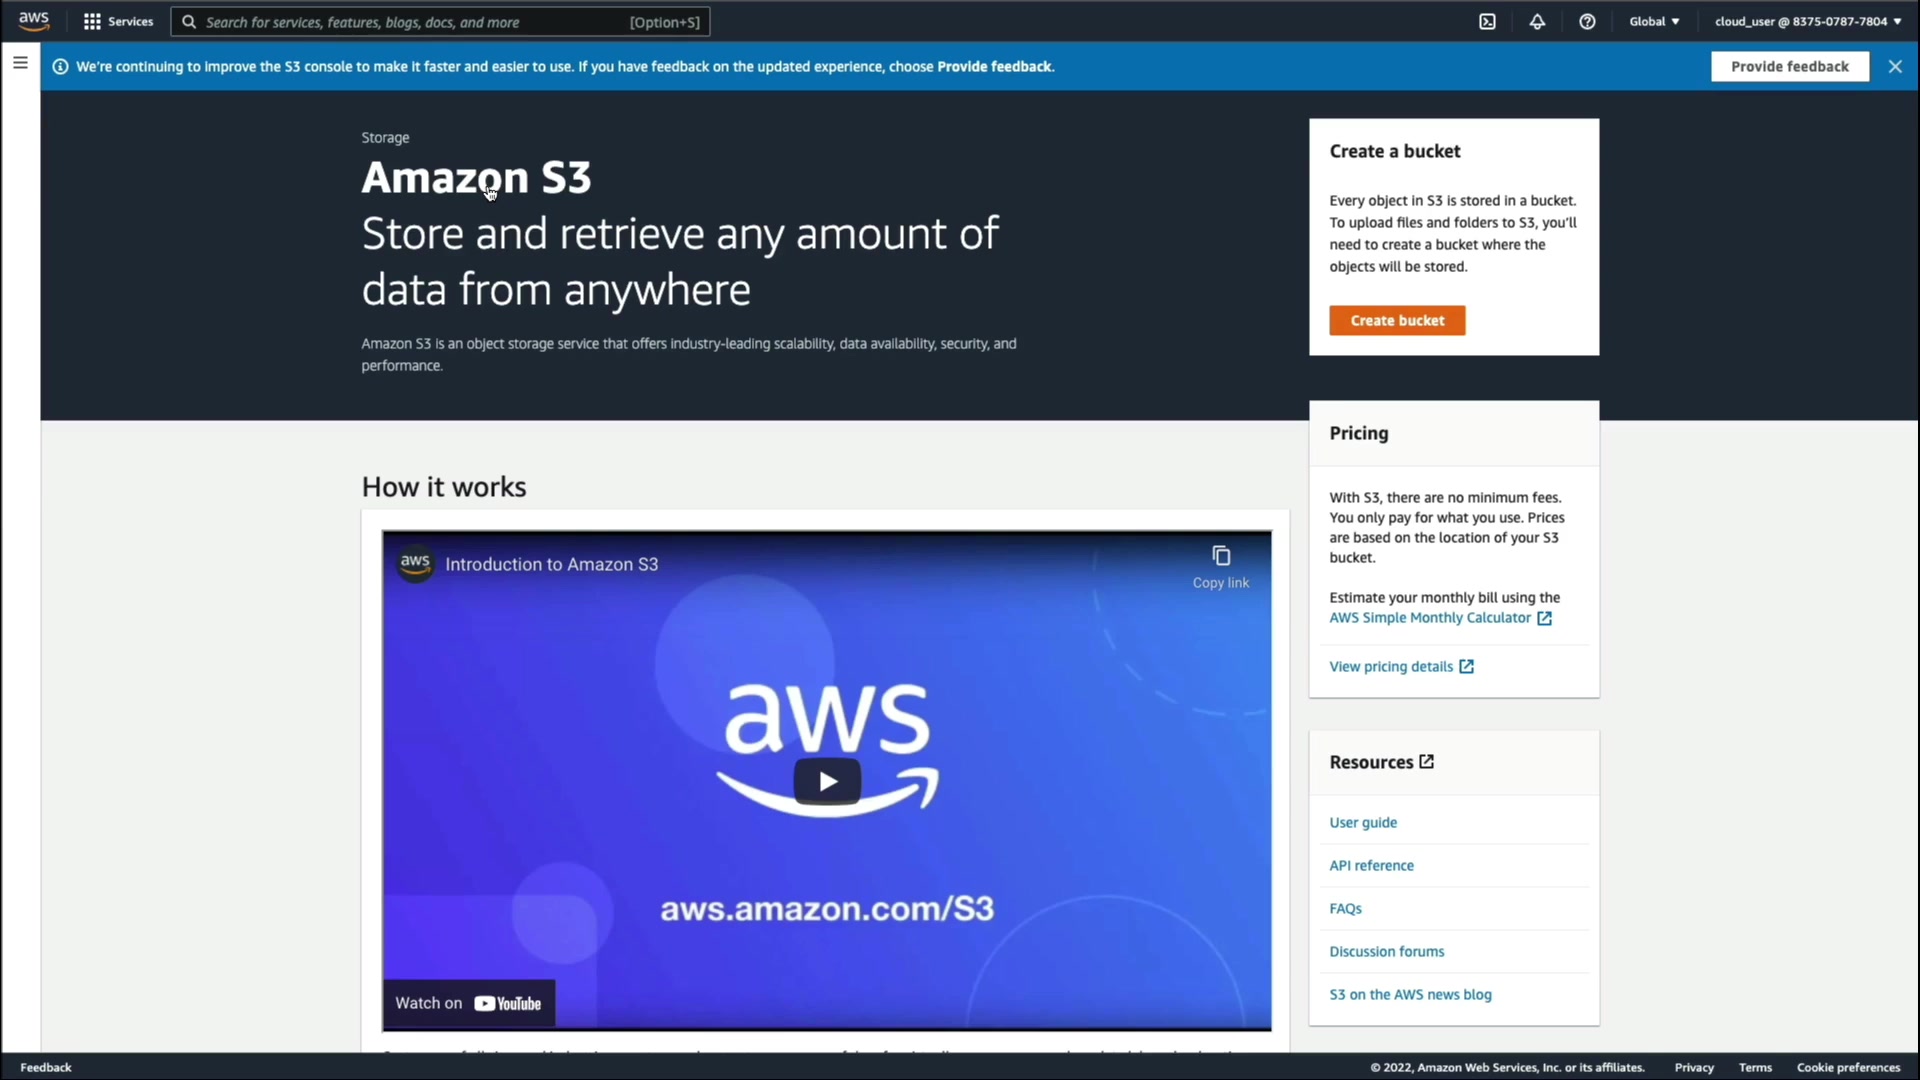 aws
Services
Search for services, features, blogs, docs, and more
[Option+S]
Global
cloud_user @ 8375-0787-7804
We're continuing to improve the S3 console to make it faster and easier to use. If you have feedback on the updated experience, choose Provide feedback.
Provide feedback
Storage
Amazon S3
Store and retrieve any amount of
data from anywhere
Amazon S3 is an object storage service that offers industry-leading scalability, data availability, security, and
performance.
Create a bucket
Every object in S3 is stored in a bucket.
To upload files and folders to S3, you'll
need to create a bucket where the
objects will be stored.
Create bucket
Pricing
With S3, there are no minimum fees.
You only pay for what you use. Prices
are based on the location of your S3
bucket.
Estimate your monthly bill using the
AWS Simple Monthly Calculator
View pricing details
How it works
aws
Introduction to Amazon S3
Copy link
aws
aws.amazon.com/S3
Watch on YouTube
Resources
User guide
API reference
FAQs
Discussion forums
S3 on the AWS news blog
Feedback
© 2022, Amazon Web Services, Inc. or its affiliates.
Privacy
Terms
Cookie preferences